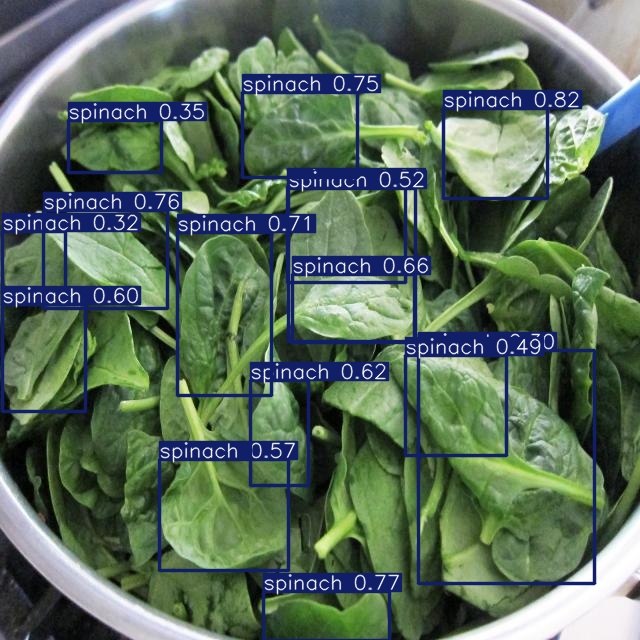 spinach 0.75
spinach 0.82
spinach 0.35
spinach 0.52
spinach 0.76
spinach 0.32
spinach 0.71
spinach 0.66
spinach 0.60
spinach 0.49
spinach 0.62
spinach 0.57
spinach 0.77